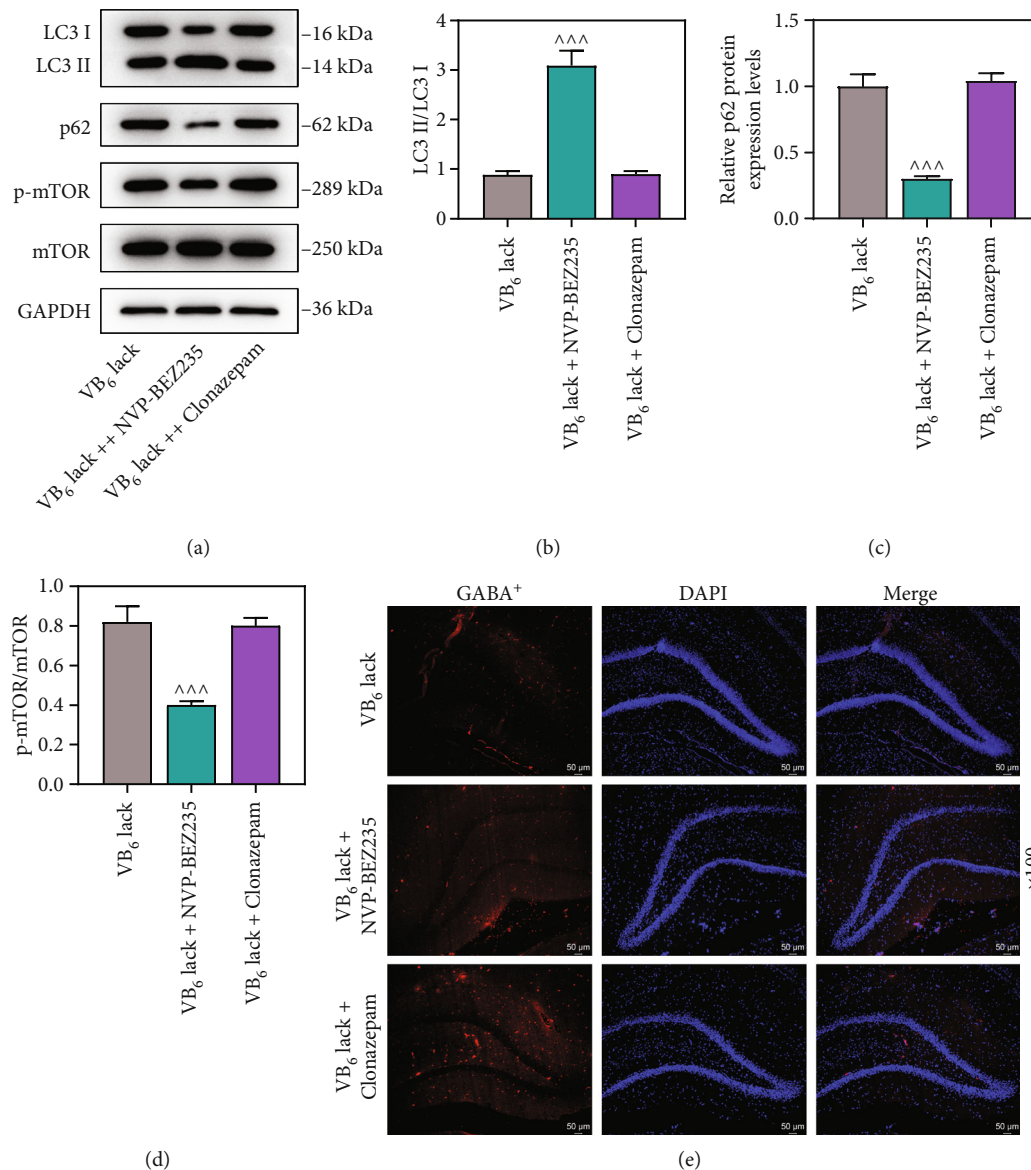 LC3 I
LC3 II
p62
p-mTOR
mTOR
GAPDH
–16 kDa
–14 kDa
–62 kDa
–289 kDa
–250 kDa
–36 kDa
VB₆ lack
VB₆ lack ++ NVP-BEZ235
VB₆ lack ++ Clonazepam
(a)
LC3 II/LC3 I
4
3
2
1
0
^^^
VB₆ lack
VB₆ lack + NVP-BEZ235
VB₆ lack + Clonazepam
(b)
Relative p62 protein
expression levels
1.5
1.0
0.5
0.0
^^^
VB₆ lack
VB₆ lack + NVP-BEZ235
VB₆ lack + Clonazepam
(c)
p-mTOR/mTOR
1.0
0.8
0.6
0.4
0.2
0.0
^^^
VB₆ lack
VB₆ lack + NVP-BEZ235
VB₆ lack + Clonazepam
(d)
GABA⁺
DAPI
Merge
VB₆ lack
50 μm
50 μm
50 μm
VB₆ lack +
NVP-BEZ235
50 μm
50 μm
50 μm
VB₆ lack +
Clonazepam
50 μm
50 μm
50 μm
(e)